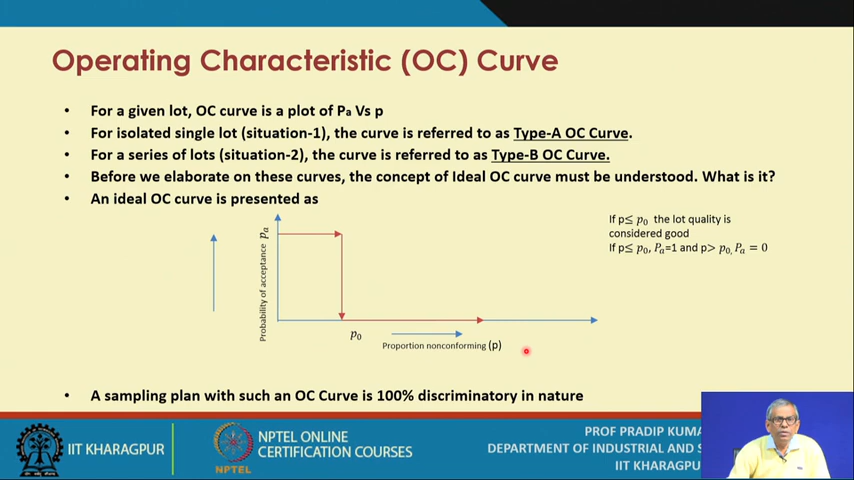 Operating Characteristic (OC) Curve
• For a given lot, OC curve is a plot of Pa Vs p
• For isolated single lot (situation-1), the curve is referred to as Type-A OC Curve.
• For a series of lots (situation-2), the curve is referred to as Type-B OC Curve.
• Before we elaborate on these curves, the concept of Ideal OC curve must be understood. What is it?
• An ideal OC curve is presented as
If p≤ p0 the lot quality is
considered good
If p≤ p0, Pa=1 and p> p0, Pa = 0
Probability of acceptance pa
p0
Proportion nonconforming (p)
• A sampling plan with such an OC Curve is 100% discriminatory in nature
IIT KHARAGPUR
NPTEL
NPTEL ONLINE
CERTIFICATION COURSES
PROF PRADIP KUMA
DEPARTMENT OF INDUSTRIAL AND S
IIT KHARAGPU